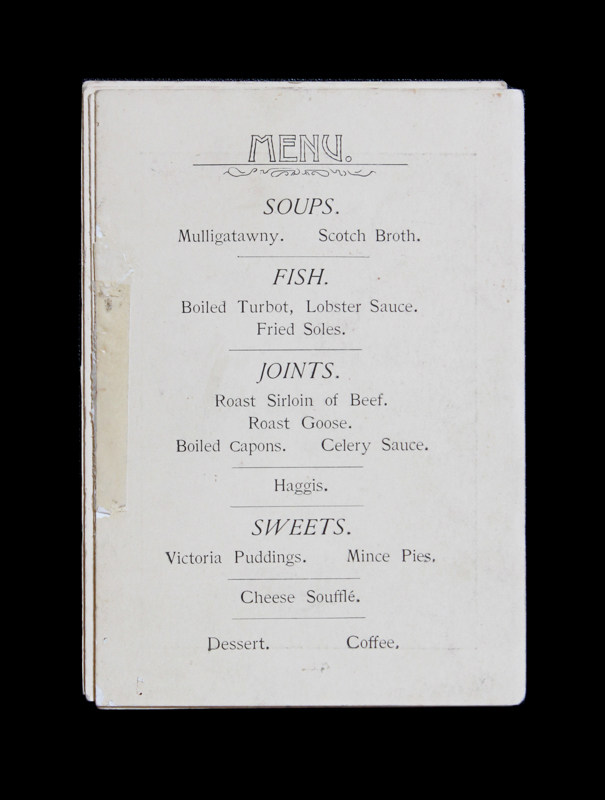 MENU.
SOUPS.
Mulligatawny. Scotch Broth.
FISH.
Boiled Turbot, Lobster Sauce.
Fried Soles.
JOINTS.
Roast Sirloin of Beef.
Roast Goose.
Boiled Capons. Celery Sauce.
Haggis.
SWEETS.
Victoria Puddings. Mince Pies.
Cheese Soufflé.
Dessert. Coffee.